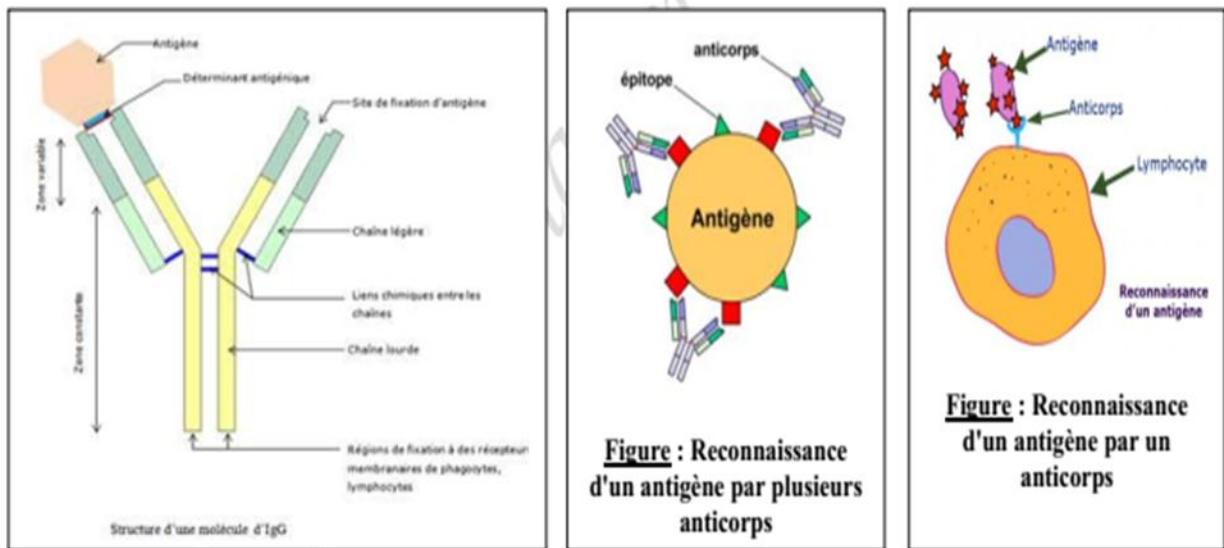 Antigène
Déterminant antigénique
Site de fixation d'antigène
Zone variable
Chaîne légère
Liens chimiques entre les
chaînes
Zone constante
Chaîne lourde
Régions de fixation à des récepteur
membranaires de phagocytes,
lymphocytes
Structure d'une molécule d'IgG
anticorps
épitope
Antigène
Figure : Reconnaissance
d'un antigène par plusieurs
anticorps
Antigène
Anticorps
Lymphocyte
Reconnaissance
d'un antigène
Figure : Reconnaissance
d'un antigène par un
anticorps